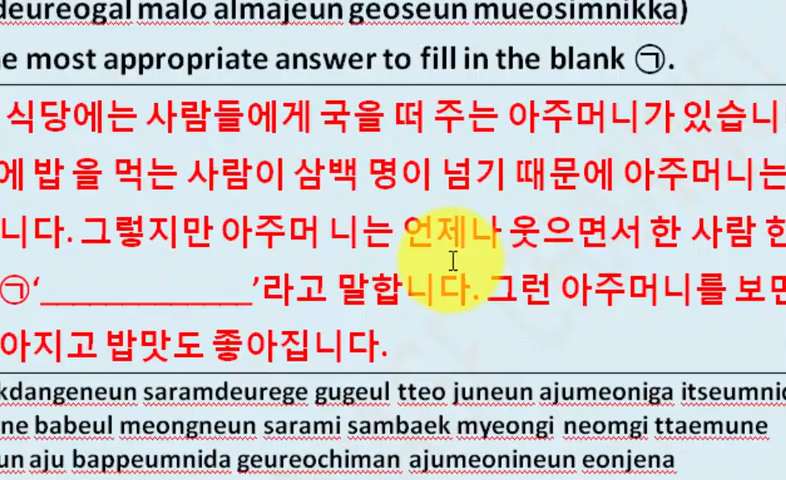 deureogal malo almajeun geoseun mueosimnikka)
e most appropriate answer to fill in the blank ㉠.
식당에는 사람들에게 국을 떠 주는 아주머니가 있습니
에 밥 을 먹는 사람이 삼백 명이 넘기 때문에 아주머니는
니다. 그렇지만 아주머 니는 언제나 웃으면서 한 사람 한
㉠‘______________’라고 말합니다. 그런 아주머니를 보면
아지고 밥맛도 좋아집니다.
kdangeneun saramdeurege gugeul tteo juneun ajumeoniga itseumnid
ne babeul meongneun sarami sambaek myeongi neomgi ttaemune
un aju bappeumnida geureochiman ajumeonineun eonjena